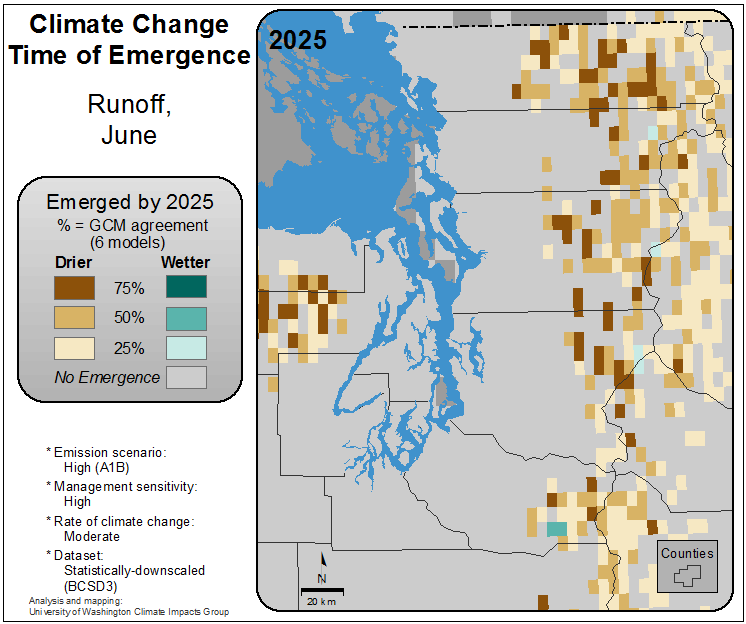 Climate Change
Time of Emergence
Runoff,
June
Emerged by 2025
% = GCM agreement
(6 models)
Drier Wetter
75%
50%
25%
No Emergence
* Emission scenario:
High (A1B)
* Management sensitivity:
High
* Rate of climate change:
Moderate
* Dataset:
Statistically-downscaled
(BCSD3)
Analysis and mapping:
University of Washington Climate Impacts Group
2025
N
20 km
Counties